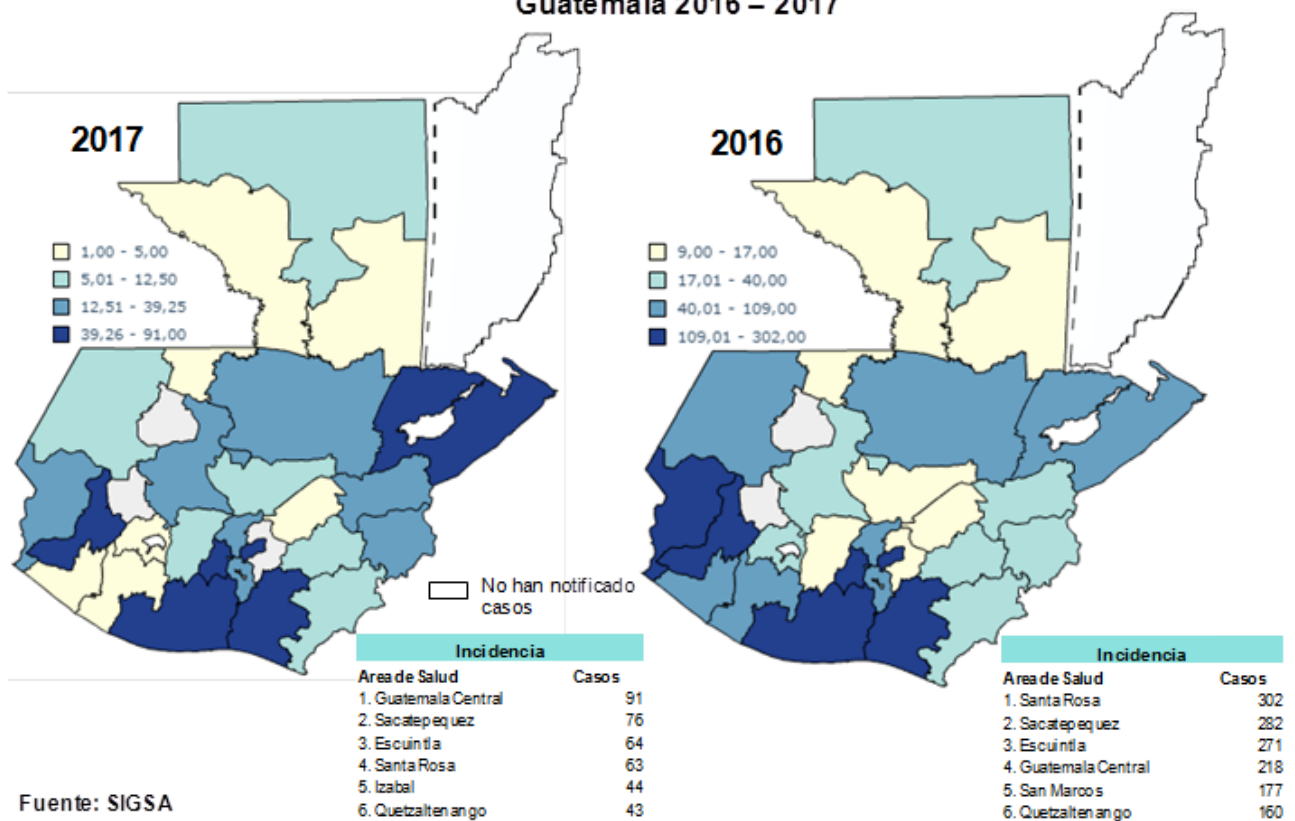 Guatemala 2016 – 2017
2017
1,00 - 5,00
5,01 - 12,50
12,51 - 39,25
39,26 - 91,00
2016
9,00 - 17,00
17,01 - 40,00
40,01 - 109,00
109,01 - 302,00
No han notificado
casos
Incidencia
Area de Salud Casos
1. Guatemala Central 91
2. Sacatepequez 76
3. Escuintla 64
4. Santa Rosa 63
5. Izabal 44
6. Quetzaltenango 43
Incidencia
Area de Salud Casos
1. Santa Rosa 302
2. Sacatepequez 282
3. Escuintla 271
4. Guatemala Central 218
5. San Marcos 177
6. Quetzaltenango 160
Fuente: SIGSA